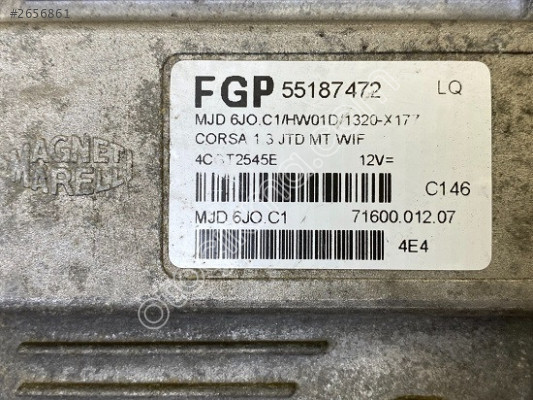 #2656861
FGP 55187472 LQ
MJD 6JO.C1/HW01D/1320-X177
CORSA 1.3 JTD MT WIF
12V=
C146
MAGNETI
MARELLI
MJD 6JO.C1 71600.012.07
4E4